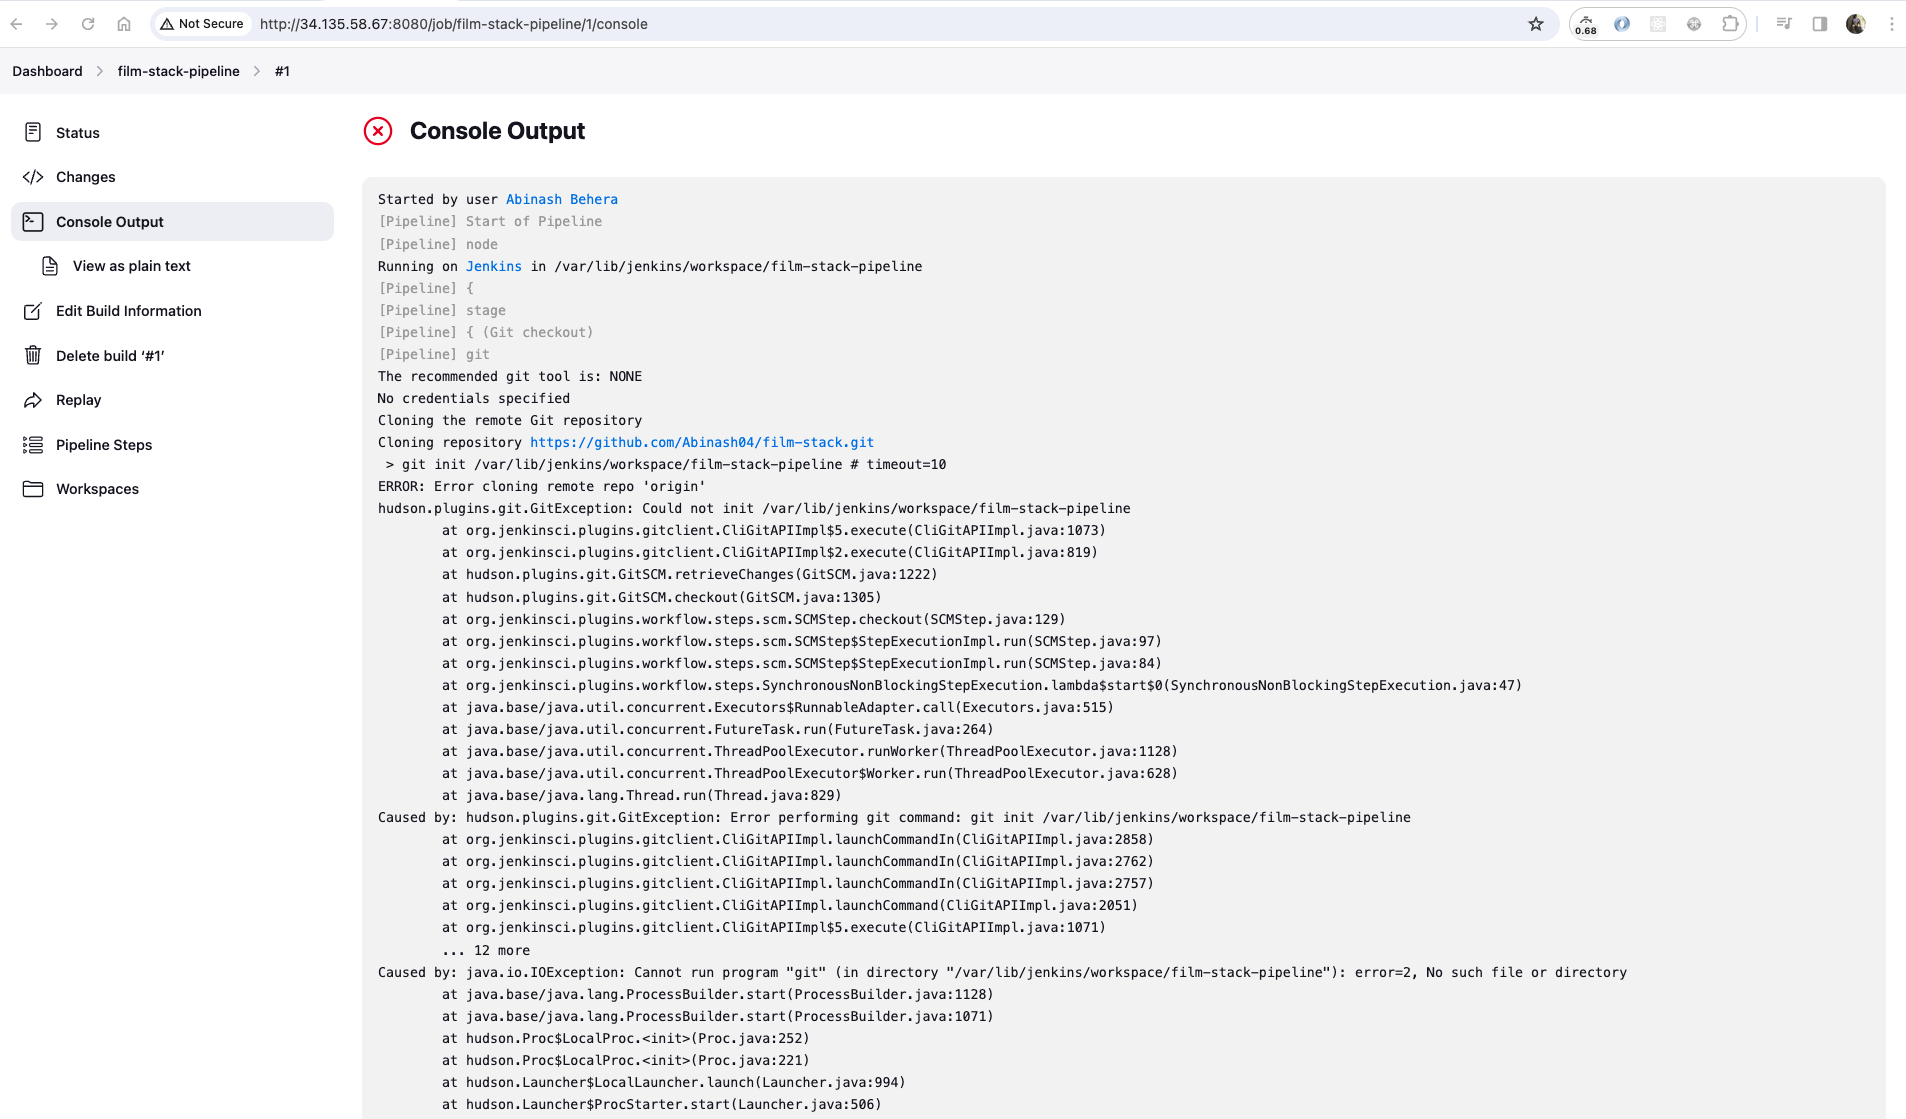 Not Secure http://34.135.58.67:8080/job/film-stack-pipeline/1/console
0.68
Dashboard film-stack-pipeline #1
Status
Changes
Console Output
View as plain text
Edit Build Information
Delete build ‘#1’
Replay
Pipeline Steps
Workspaces
Console Output
Started by user Abinash Behera
[Pipeline] Start of Pipeline
[Pipeline] node
Running on Jenkins in /var/lib/jenkins/workspace/film-stack-pipeline
[Pipeline] {
[Pipeline] stage
[Pipeline] { (Git checkout)
[Pipeline] git
The recommended git tool is: NONE
No credentials specified
Cloning the remote Git repository
Cloning repository https://github.com/Abinash04/film-stack.git
 > git init /var/lib/jenkins/workspace/film-stack-pipeline # timeout=10
ERROR: Error cloning remote repo 'origin'
hudson.plugins.git.GitException: Could not init /var/lib/jenkins/workspace/film-stack-pipeline
	at org.jenkinsci.plugins.gitclient.CliGitAPIImpl$5.execute(CliGitAPIImpl.java:1073)
	at org.jenkinsci.plugins.gitclient.CliGitAPIImpl$2.execute(CliGitAPIImpl.java:819)
	at hudson.plugins.git.GitSCM.retrieveChanges(GitSCM.java:1222)
	at hudson.plugins.git.GitSCM.checkout(GitSCM.java:1305)
	at org.jenkinsci.plugins.workflow.steps.scm.SCMStep.checkout(SCMStep.java:129)
	at org.jenkinsci.plugins.workflow.steps.scm.SCMStep$StepExecutionImpl.run(SCMStep.java:97)
	at org.jenkinsci.plugins.workflow.steps.scm.SCMStep$StepExecutionImpl.run(SCMStep.java:84)
	at org.jenkinsci.plugins.workflow.steps.SynchronousNonBlockingStepExecution.lambda$start$0(SynchronousNonBlockingStepExecution.java:47)
	at java.base/java.util.concurrent.Executors$RunnableAdapter.call(Executors.java:515)
	at java.base/java.util.concurrent.FutureTask.run(FutureTask.java:264)
	at java.base/java.util.concurrent.ThreadPoolExecutor.runWorker(ThreadPoolExecutor.java:1128)
	at java.base/java.util.concurrent.ThreadPoolExecutor$Worker.run(ThreadPoolExecutor.java:628)
	at java.base/java.lang.Thread.run(Thread.java:829)
Caused by: hudson.plugins.git.GitException: Error performing git command: git init /var/lib/jenkins/workspace/film-stack-pipeline
	at org.jenkinsci.plugins.gitclient.CliGitAPIImpl.launchCommandIn(CliGitAPIImpl.java:2858)
	at org.jenkinsci.plugins.gitclient.CliGitAPIImpl.launchCommandIn(CliGitAPIImpl.java:2762)
	at org.jenkinsci.plugins.gitclient.CliGitAPIImpl.launchCommandIn(CliGitAPIImpl.java:2757)
	at org.jenkinsci.plugins.gitclient.CliGitAPIImpl.launchCommand(CliGitAPIImpl.java:2051)
	at org.jenkinsci.plugins.gitclient.CliGitAPIImpl$5.execute(CliGitAPIImpl.java:1071)
	... 12 more
Caused by: java.io.IOException: Cannot run program "git" (in directory "/var/lib/jenkins/workspace/film-stack-pipeline"): error=2, No such file or directory
	at java.base/java.lang.ProcessBuilder.start(ProcessBuilder.java:1128)
	at java.base/java.lang.ProcessBuilder.start(ProcessBuilder.java:1071)
	at hudson.Proc$LocalProc.<init>(Proc.java:252)
	at hudson.Proc$LocalProc.<init>(Proc.java:221)
	at hudson.Launcher$LocalLauncher.launch(Launcher.java:994)
	at hudson.Launcher$ProcStarter.start(Launcher.java:506)